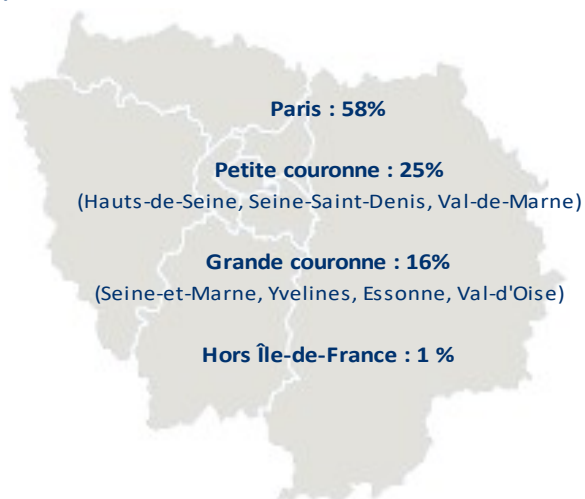 Paris : 58%
Petite couronne : 25%
(Hauts-de-Seine, Seine-Saint-Denis, Val-de-Marne)
Grande couronne : 16%
(Seine-et-Marne, Yvelines, Essonne, Val-d'Oise)
Hors Île-de-France : 1 %